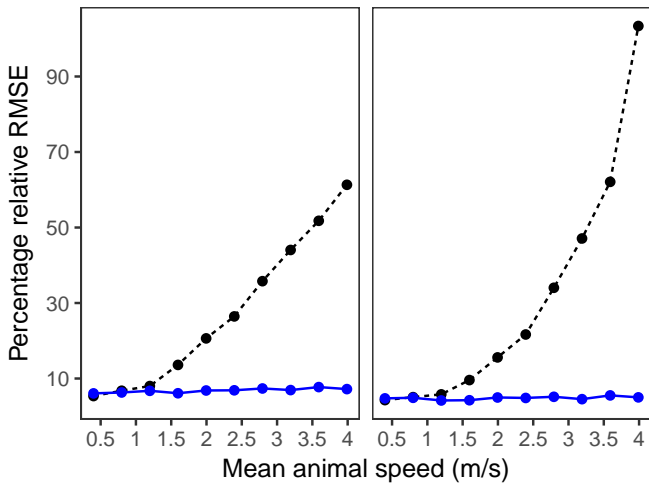 Percentage relative RMSE
90
50
30
10
0.5 1 1.5 2 2.5 3 3.5 4
0.5 1 1.5 2 2.5 3 3.5 4
Mean animal speed (m/s)